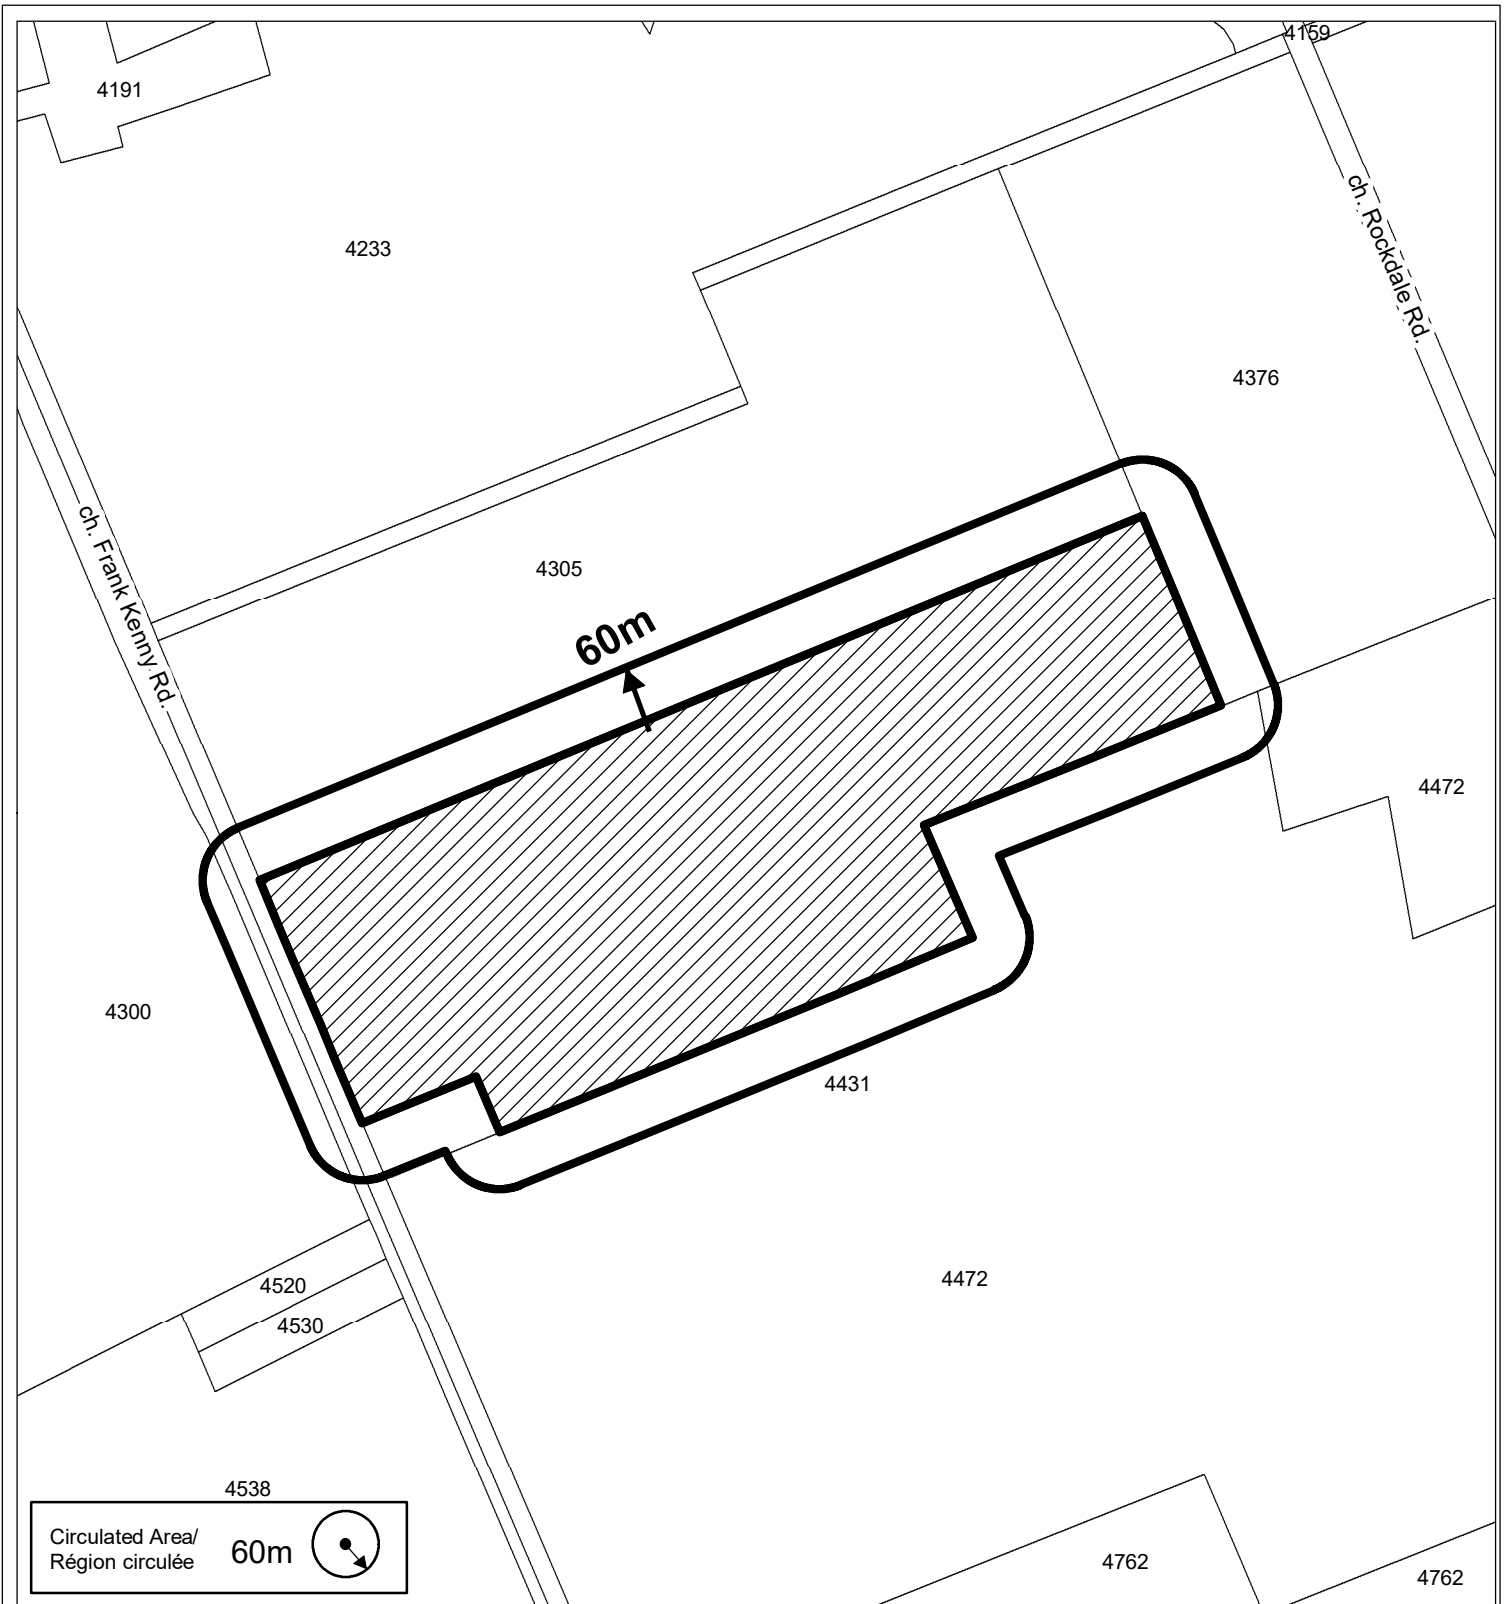 4159
4191
4233
ch. Rockdale Rd.
4376
ch. Frank Kenny Rd.
4305
60m
4472
4300
4431
4472
4520
4530
4538
Circulated Area/
Région circulée
60m
4762
4762